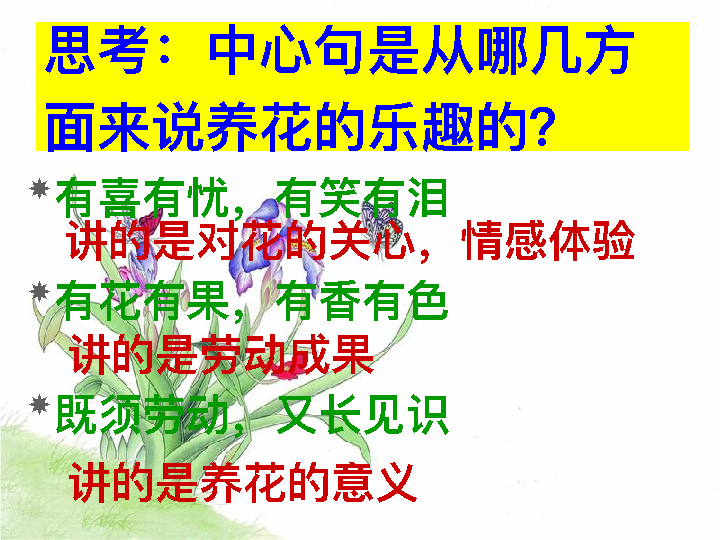 思考：中心句是从哪几方
面来说养花的乐趣的?
有喜有忧，有笑有泪
讲的是对花的关心，情感体验
有花有果，有香有色
讲的是劳动成果
既须劳动，又长见识
讲的是养花的意义